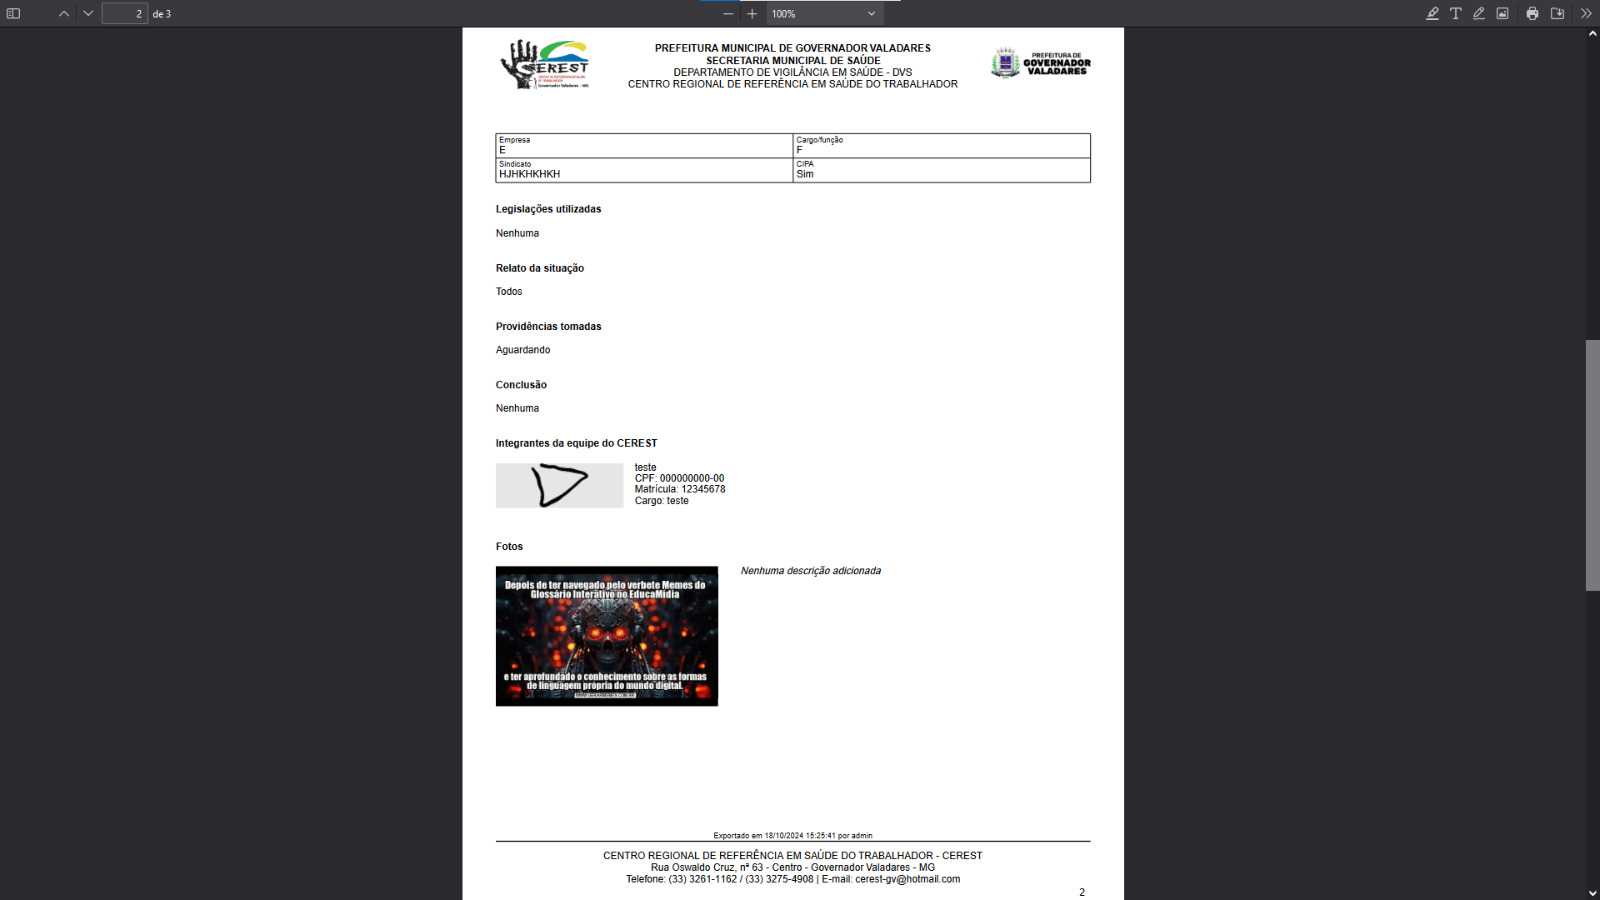 2
de 3
100%
CEREST
Governador Valadares - MG
PREFEITURA MUNICIPAL DE GOVERNADOR VALADARES
SECRETARIA MUNICIPAL DE SAÚDE
DEPARTAMENTO DE VIGILÂNCIA EM SAÚDE - DVS
CENTRO REGIONAL DE REFERÊNCIA EM SAÚDE DO TRABALHADOR
PREFEITURA DE
GOVERNADOR
VALADARES
Empresa
E
Cargo/função
F
Sindicato
HJHKHKHKH
CIPA
Sim
Legislações utilizadas
Nenhuma
Relato da situação
Todos
Providências tomadas
Aguardando
Conclusão
Nenhuma
Integrantes da equipe do CEREST
teste
CPF: 000000000-00
Matrícula: 12345678
Cargo: teste
Fotos
Depois de ter navegado pelo verbete Memes do
Glossário Interativo no EducaMídia
e ter aprofundado o conhecimento sobre as formas
de linguagem própria do mundo digital.
Nenhuma descrição adicionada
Exportado em 18/10/2024 15:25:41 por admin
CENTRO REGIONAL DE REFERÊNCIA EM SAÚDE DO TRABALHADOR - CEREST
Rua Oswaldo Cruz, nª 63 - Centro - Governador Valadares - MG
Telefone: (33) 3261-1162 / (33) 3275-4908 | E-mail: cerest-gv@hotmail.com
2